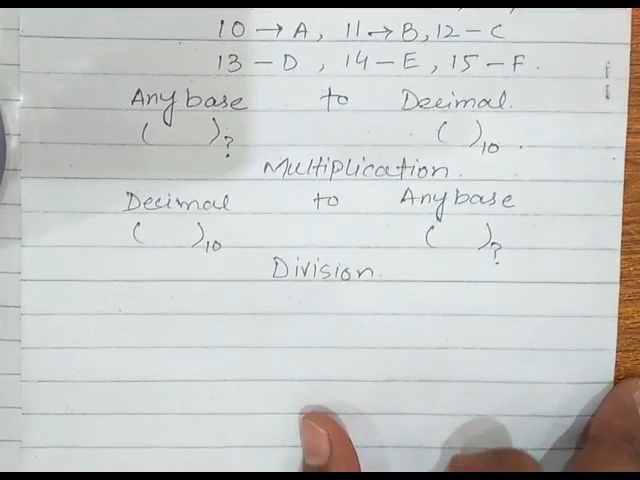 10 → A, 11 → B, 12 - C
13 - D, 14 - E, 15 - F.
Any base to Decimal.
( )? ( )10.
Multiplication.
Decimal to Any base
( )10 ( )?
Division.